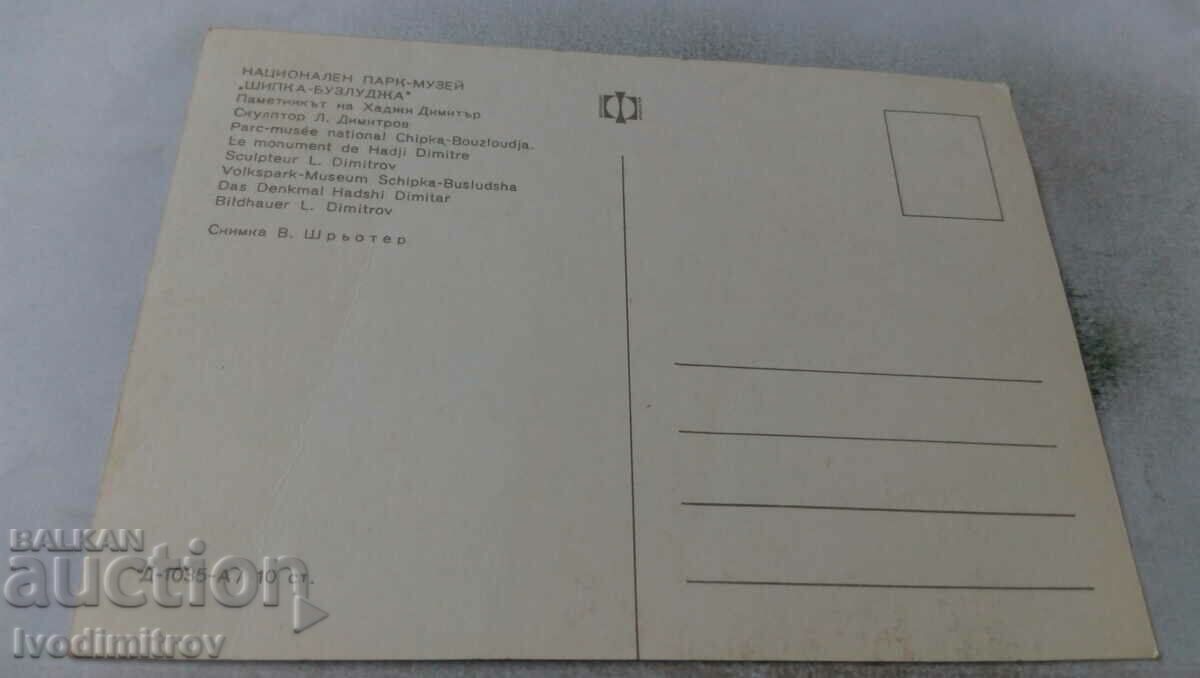 НАЦИОНАЛЕН ПАРК-МУЗЕЙ
„ШИПКА-БУЗЛУДЖА“
Паметникът на Хаджи Димитър
Скулптор Л. Димитров
Parc-musée national Chipka-Bouzloudja.
Le monument de Hadji Dimitre
Sculpteur L. Dimitrov
Volkspark-Museum Schipka-Busludsha
Das Denkmal Hadshi Dimitar
Bildhauer L. Dimitrov
Снимка В. Шрьотер
Д-1035-А / 10 ст.
BALKAN
auction
Ivodimitrov